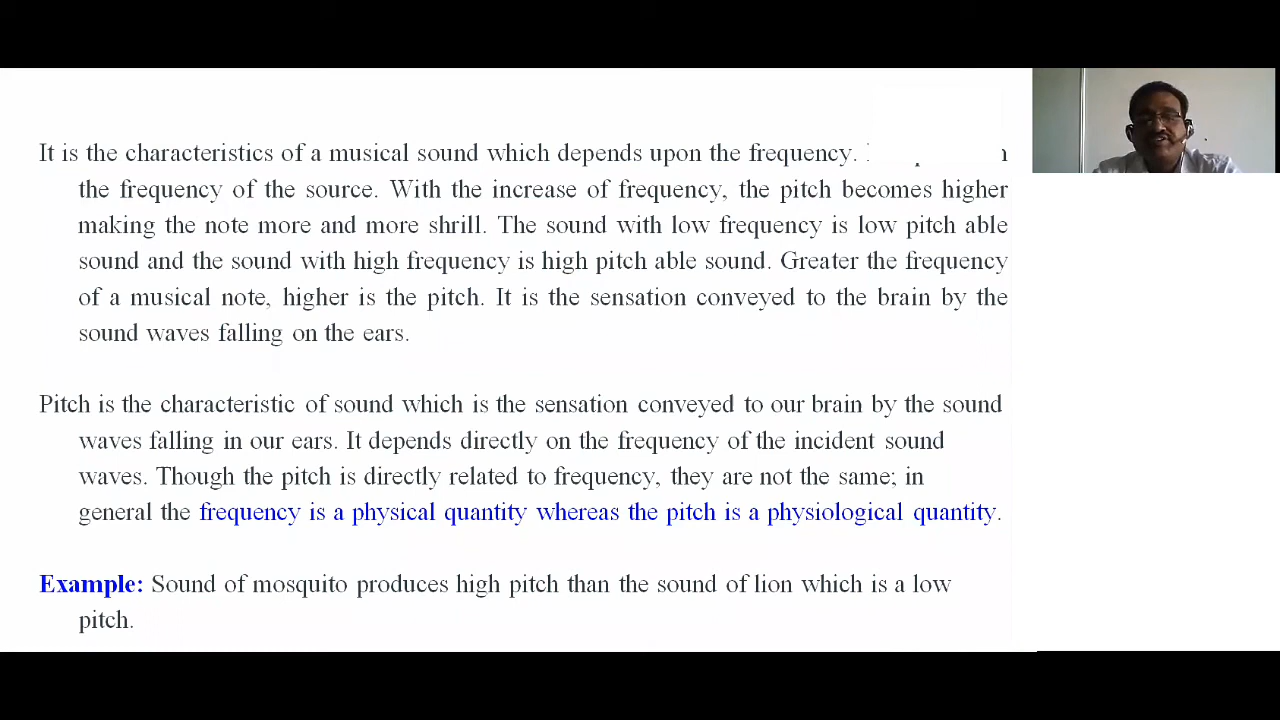 It is the characteristics of a musical sound which depends upon the frequency.
the frequency of the source. With the increase of frequency, the pitch becomes higher
making the note more and more shrill. The sound with low frequency is low pitch able
sound and the sound with high frequency is high pitch able sound. Greater the frequency
of a musical note, higher is the pitch. It is the sensation conveyed to the brain by the
sound waves falling on the ears.
Pitch is the characteristic of sound which is the sensation conveyed to our brain by the sound
waves falling in our ears. It depends directly on the frequency of the incident sound
waves. Though the pitch is directly related to frequency, they are not the same; in
general the frequency is a physical quantity whereas the pitch is a physiological quantity.
Example: Sound of mosquito produces high pitch than the sound of lion which is a low
pitch.